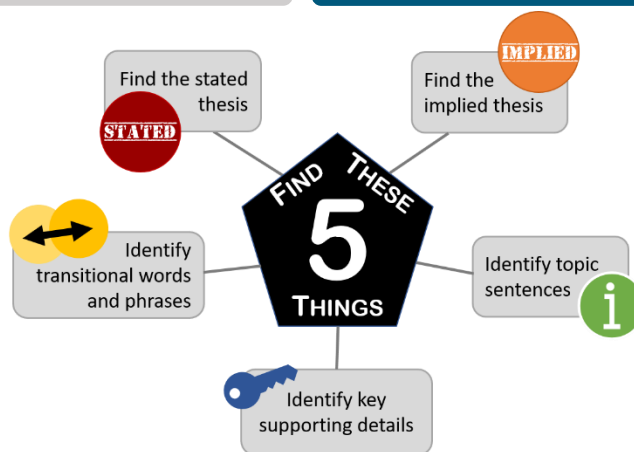 IMPLIED
Find the stated
thesis
STATED
Find the
implied thesis
FIND THESE
5
THINGS
Identify
transitional words
and phrases
Identify topic
sentences
i
Identify key
supporting details